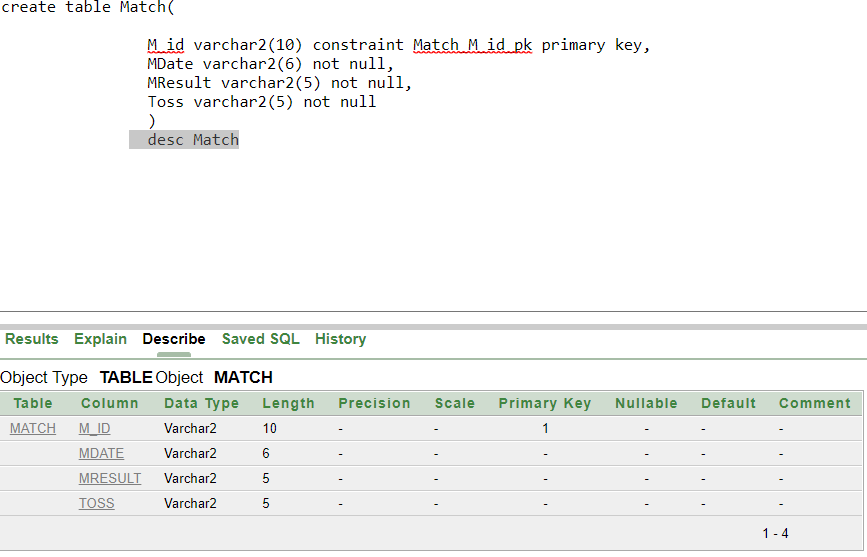 create table Match(
M_id varchar2(10) constraint Match_M_id_pk primary key,
MDate varchar2(6) not null,
MResult varchar2(5) not null,
Toss varchar2(5) not null
)
desc Match
Results Explain Describe Saved SQL History
Object Type TABLE Object MATCH
Table Column Data Type Length Precision Scale Primary Key Nullable Default Comment
MATCH M_ID Varchar2 10 - - 1 - - -
MDATE Varchar2 6 - - - - - -
MRESULT Varchar2 5 - - - - - -
TOSS Varchar2 5 - - - - - -
1 - 4